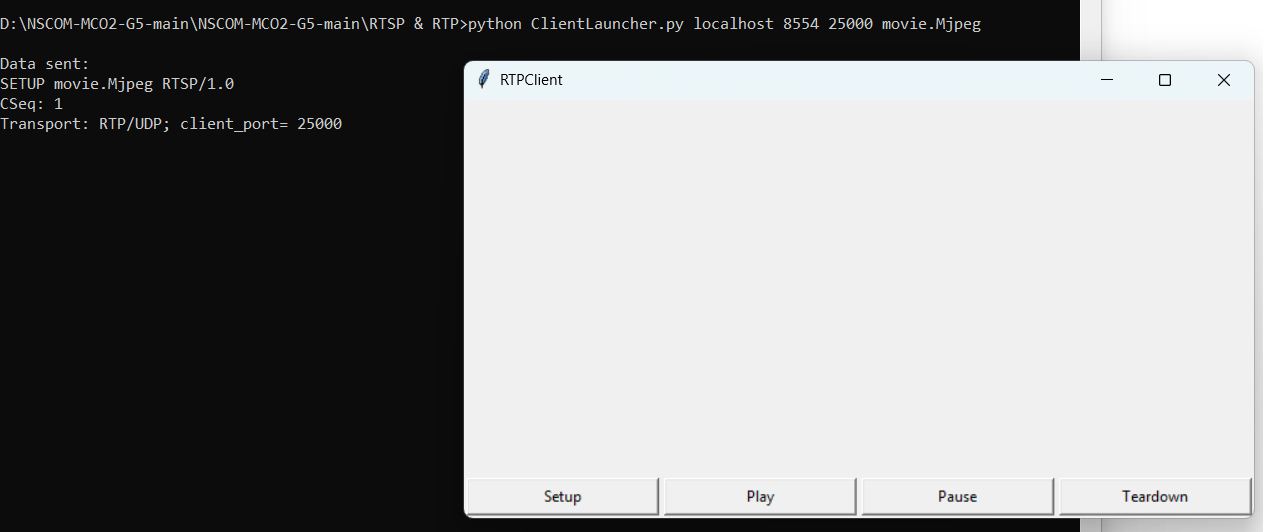 D:\NSCOM-MCO2-G5-main\NSCOM-MCO2-G5-main\RTSP & RTP>python ClientLauncher.py localhost 8554 25000 movie.Mjpeg
Data sent:
SETUP movie.Mjpeg RTSP/1.0
CSeq: 1
Transport: RTP/UDP; client_port= 25000
RTPClient
Setup Play Pause Teardown